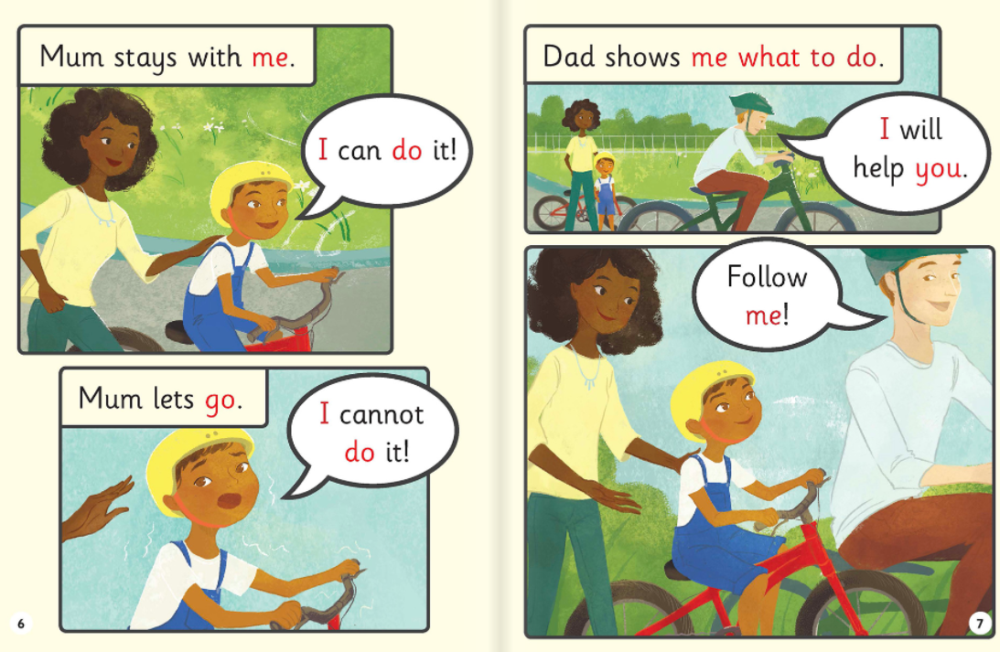 Mum stays with me.
I can do it!
Mum lets go.
I cannot
do it!
6
Dad shows me what to do.
I will
help you.
Follow
me!
7